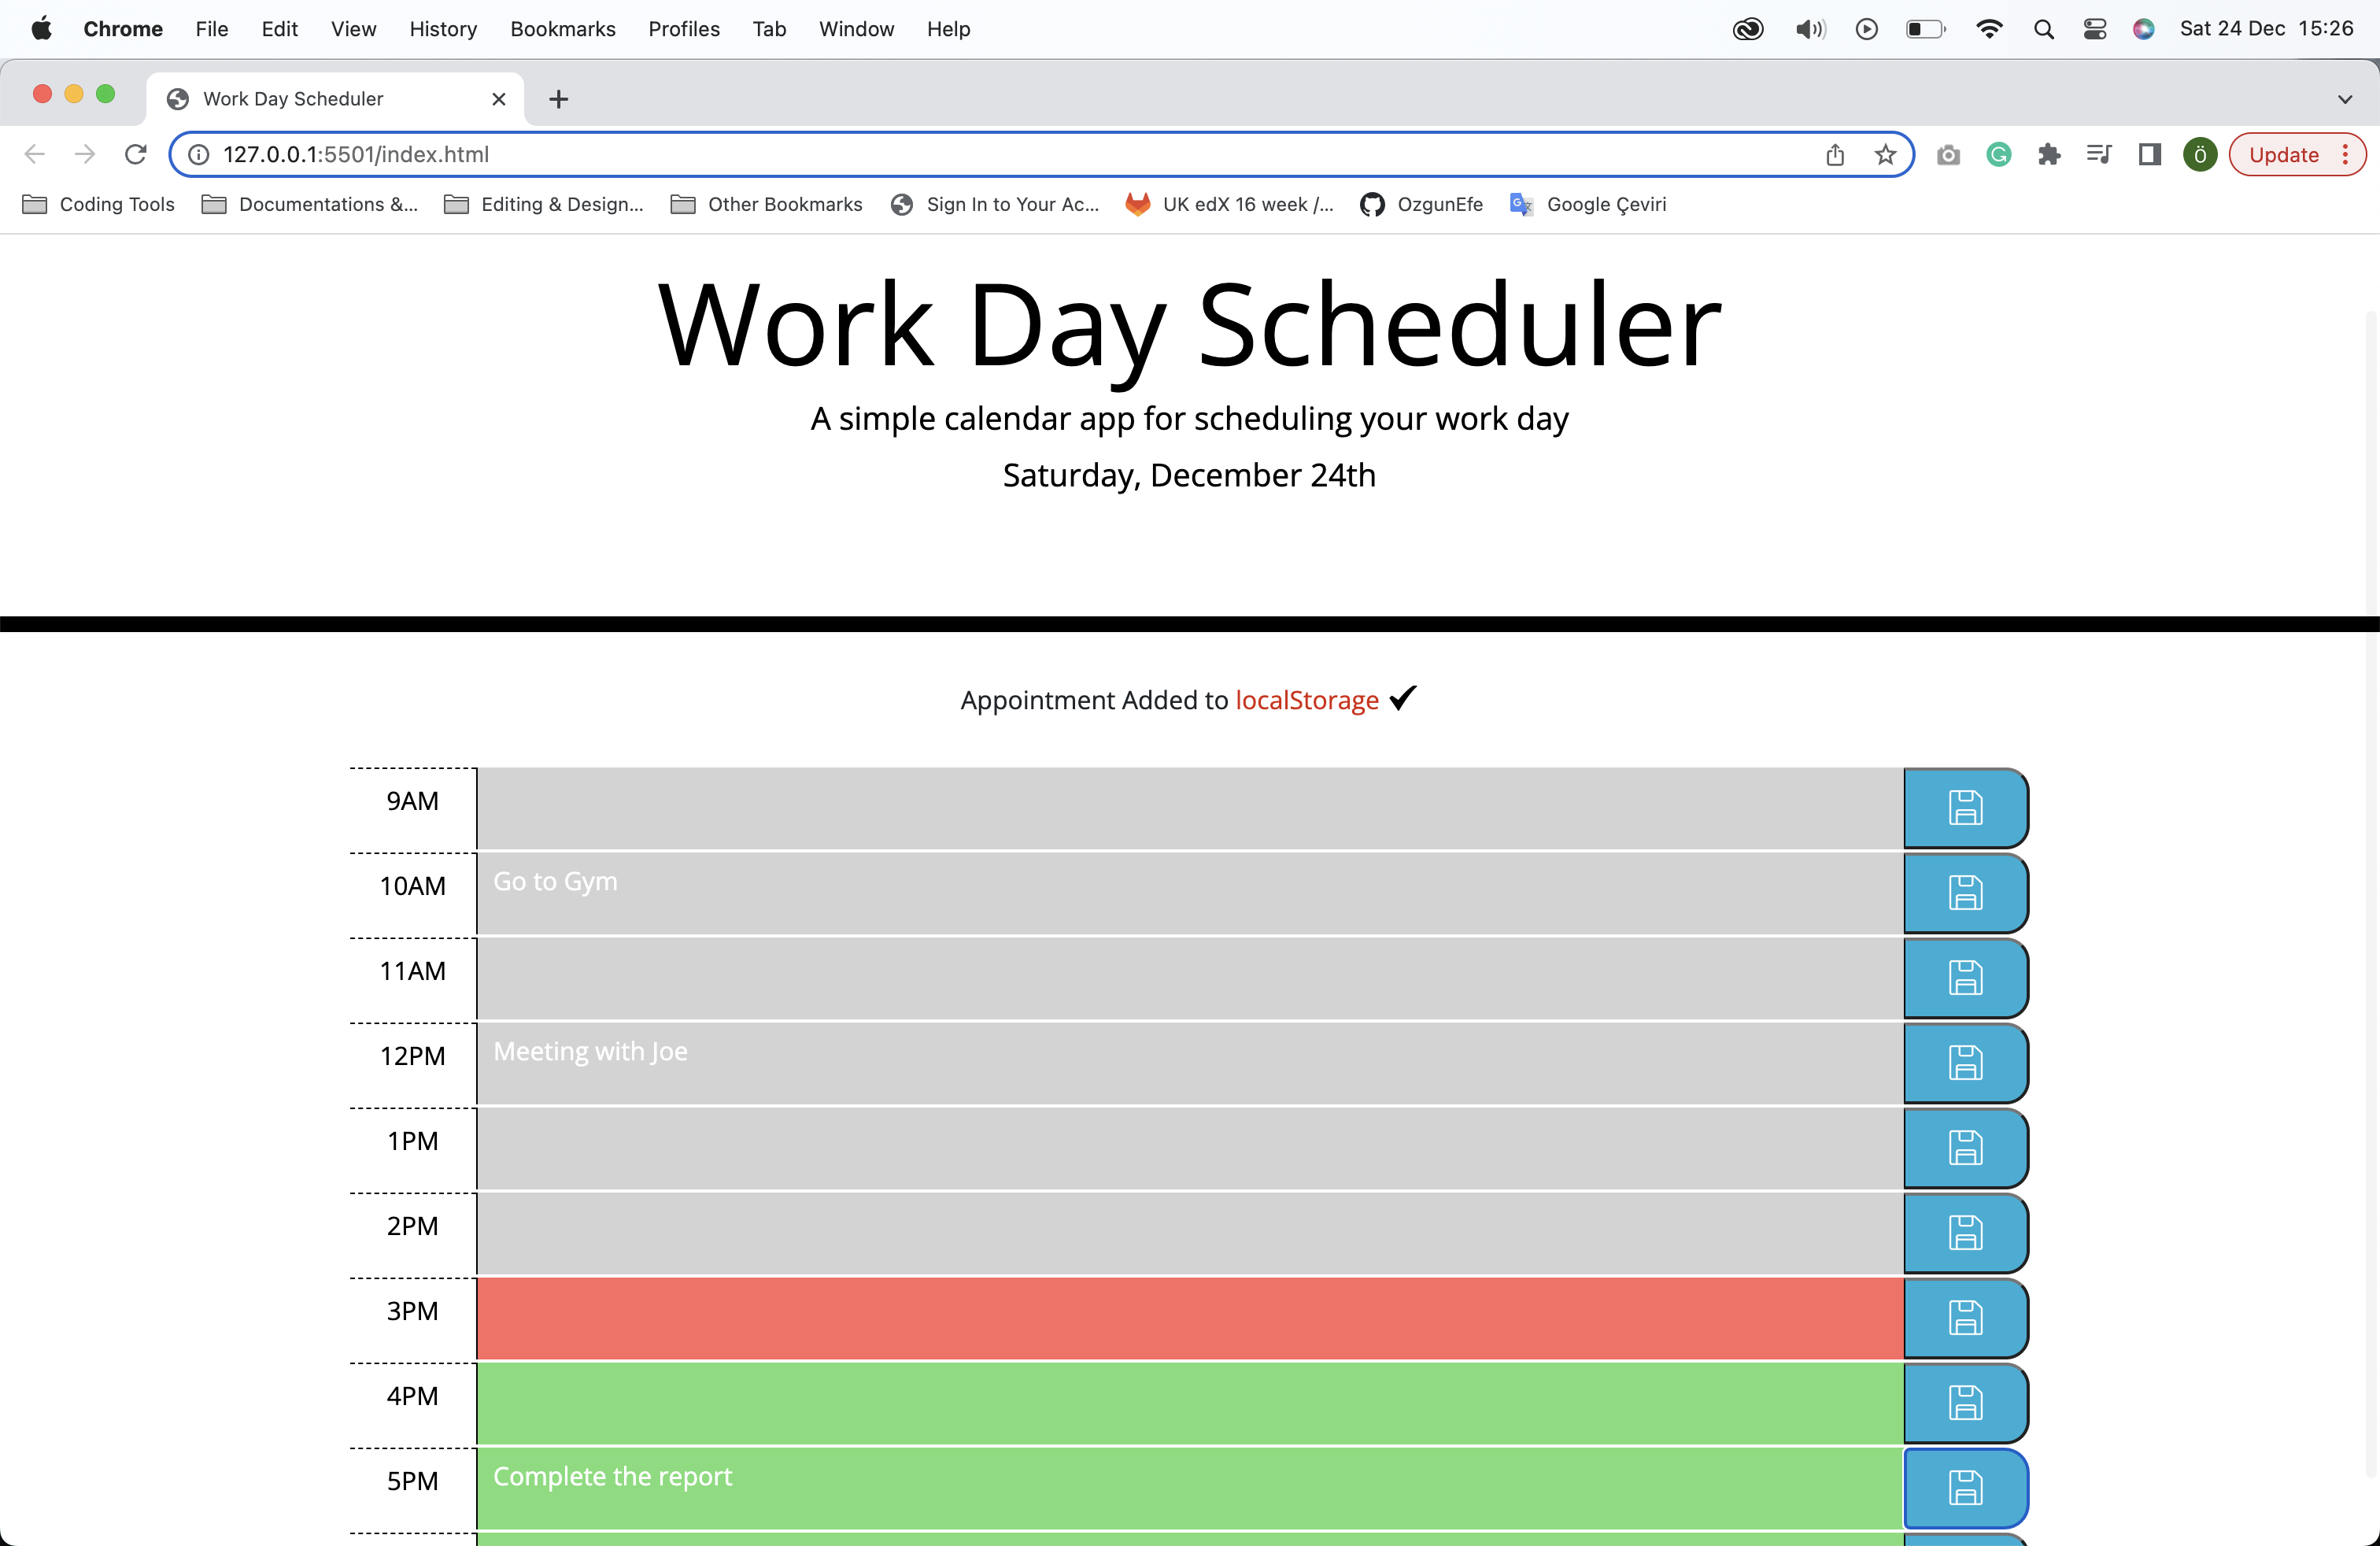 Chrome File Edit View History Bookmarks Profiles Tab Window Help Sat 24 Dec 15:26
Work Day Scheduler
127.0.0.1:5501/index.html Ö Update
Coding Tools Documentations &... Editing & Design... Other Bookmarks Sign In to Your Ac... UK edX 16 week /... OzgunEfe Google Çeviri
Work Day Scheduler
A simple calendar app for scheduling your work day
Saturday, December 24th
Appointment Added to localStorage ✔
9AM
10AM Go to Gym
11AM
12PM Meeting with Joe
1PM
2PM
3PM
4PM
5PM Complete the report